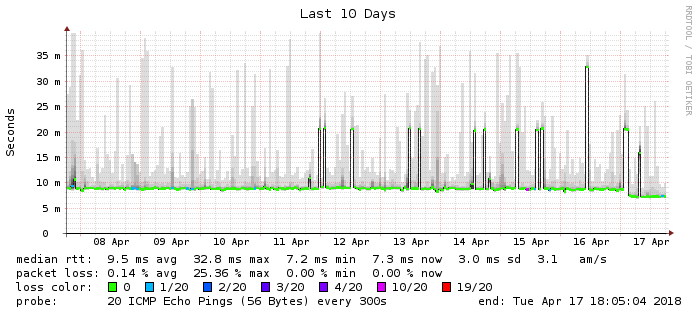 Last 10 Days
RRDTOOL / TOBI OETIKER
Seconds
35 m
30 m
25 m
20 m
15 m
10 m
5 m
0
08 Apr 09 Apr 10 Apr 11 Apr 12 Apr 13 Apr 14 Apr 15 Apr 16 Apr 17 Apr
median rtt: 9.5 ms avg 32.8 ms max 7.2 ms min 7.3 ms now 3.0 ms sd 3.1 am/s
packet loss: 0.14 % avg 25.36 % max 0.00 % min 0.00 % now
loss color: 0 1/20 2/20 3/20 4/20 10/20 19/20
probe: 20 ICMP Echo Pings (56 Bytes) every 300s end: Tue Apr 17 18:05:04 2018